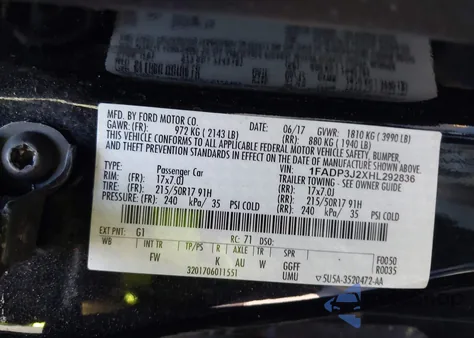 MFD. BY FORD MOTOR CO.
06/17 GVWR: 1810 KG ( 3990 LB)
GAWR: (FR): 972 KG ( 2143 LB) (RR): 880 KG ( 1940 LB)
THIS VEHICLE CONFORMS TO ALL APPLICABLE FEDERAL MOTOR VEHICLE SAFETY, BUMPER,
AND THEFT PREVENTION STANDARDS IN EFFECT ON THE DATE OF MANUFACTURE SHOWN ABOVE.
VIN: 1FADP3J2XHL292836
TYPE: Passenger Car TRAILER TOWING - SEE OWNER GUIDE
RIMS: (FR): 17x7.0J (RR): 17x7.0J
TIRES: (FR): 215/50R17 91H (RR): 215/50R17 91H
PRESSURE: (FR) 240 kPa/ 35 PSI COLD (RR) 240 kPa/ 35 PSI COLD
EXT PNT: G1 RC: 71 DSO:
WB INT TR TP/PS R AXLE TR SPR
FW K AU W GGFF F0050
UMU R0035
3201706011551 5U5A-3520472-AA